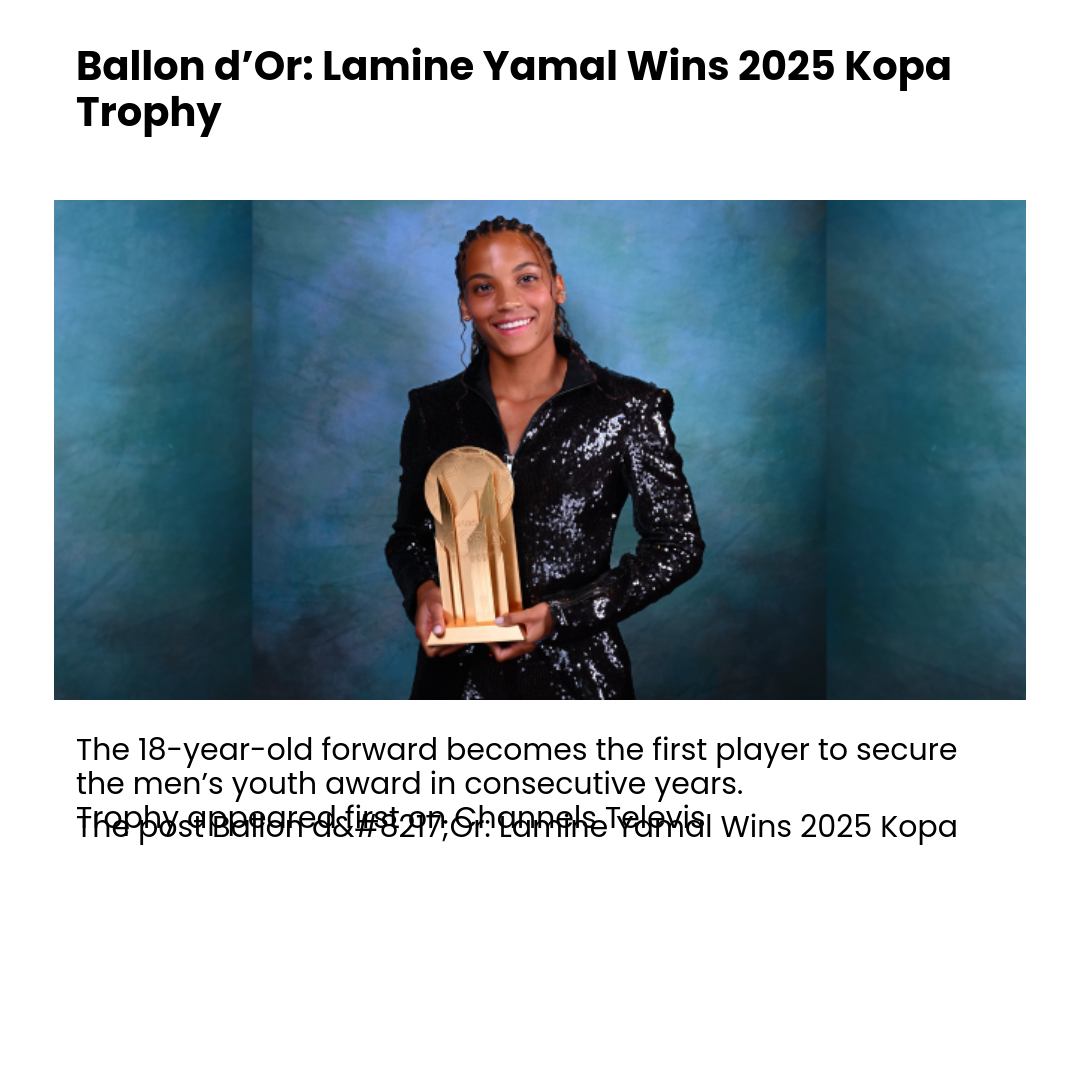 Ballon d’Or: Lamine Yamal Wins 2025 Kopa
Trophy
The 18-year-old forward becomes the first player to secure
the men’s youth award in consecutive years.
Trophy appeared first on Channels Televis
The post Ballon d&#8217;Or: Lamine Yamal Wins 2025 Kopa